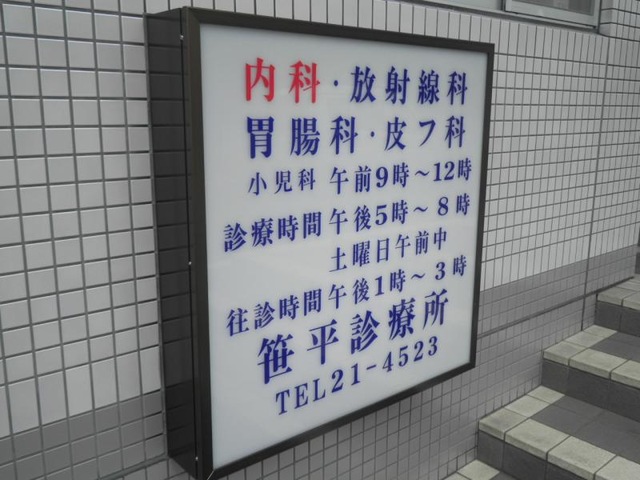 内科・放射線科
胃腸科・皮フ科
小児科 午前9時～12時
診療時間 午後5時～8時
土曜日午前中
往診時間 午後1時～3時
笹平診療所
TEL21-4523